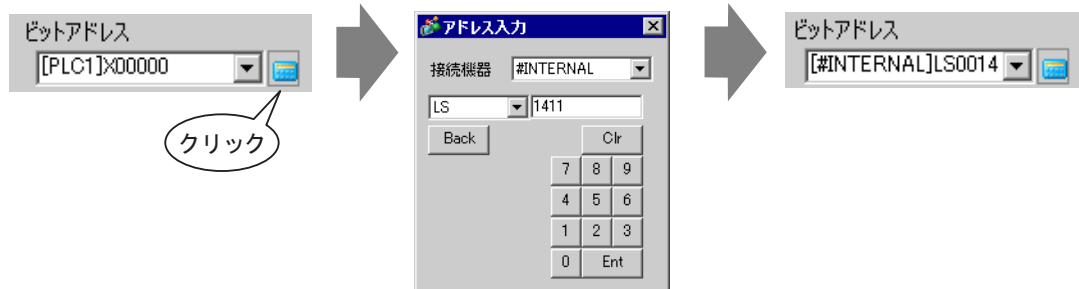 ビットアドレス
[PLC1]X00000
クリック
アドレス入力
接続機器 #INTERNAL
LS 1411
Back Clr
7 8 9
4 5 6
1 2 3
0 Ent
ビットアドレス
[#INTERNAL]LS0014